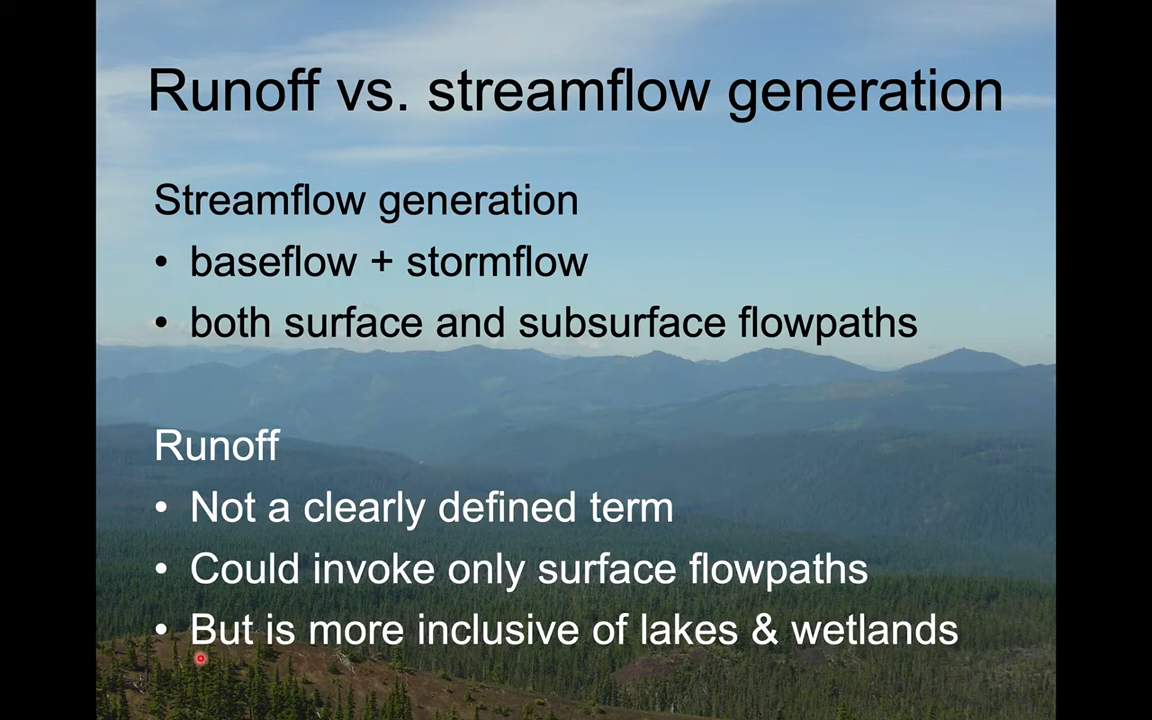 Runoff vs. streamflow generation
Streamflow generation
• baseflow + stormflow
• both surface and subsurface flowpaths
Runoff
• Not a clearly defined term
• Could invoke only surface flowpaths
• But is more inclusive of lakes & wetlands